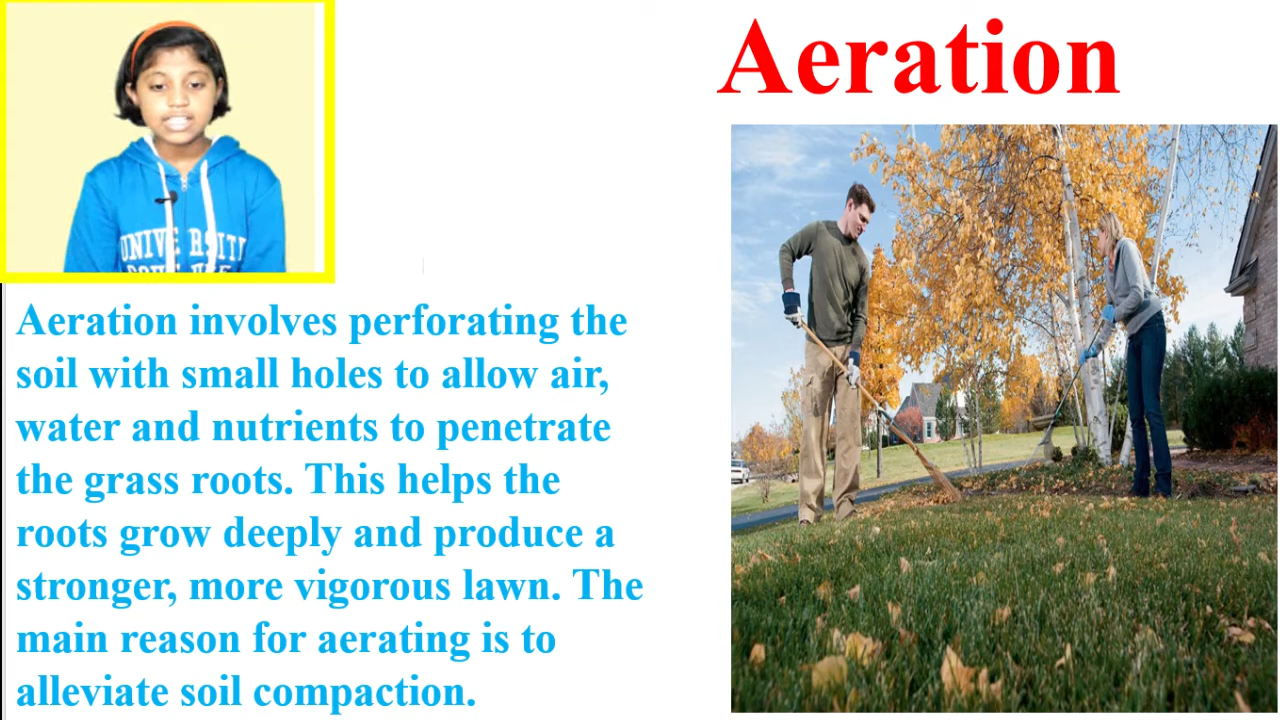 Aeration
UNIVERSITY
Aeration involves perforating the
soil with small holes to allow air,
water and nutrients to penetrate
the grass roots. This helps the
roots grow deeply and produce a
stronger, more vigorous lawn. The
main reason for aerating is to
alleviate soil compaction.